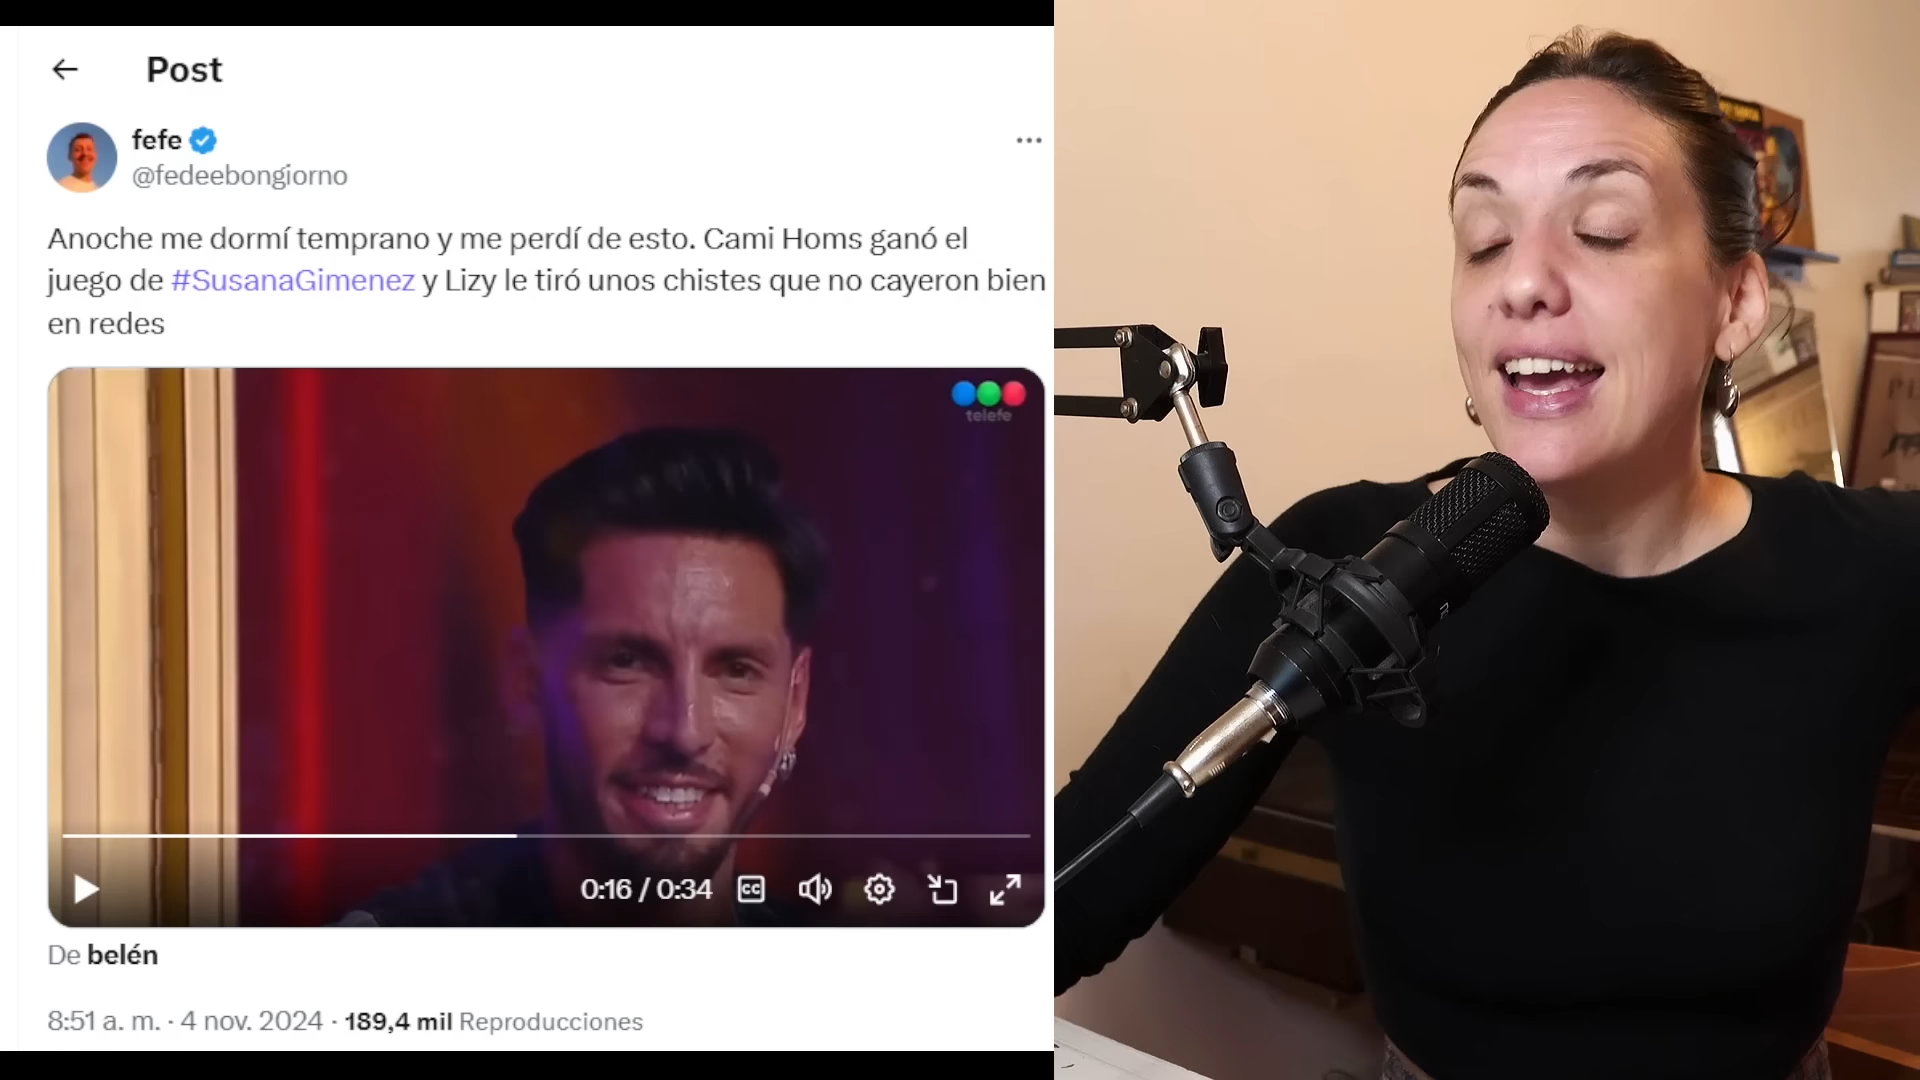 Post
fefe
@fedeebongiorno
Anoche me dormí temprano y me perdí de esto. Cami Homs ganó el
juego de #SusanaGimenez y Lizy le tiró unos chistes que no cayeron bien
en redes
telefe
0:16 / 0:34
CC
De belén
8:51 a. m. · 4 nov. 2024 · 189,4 mil Reproducciones